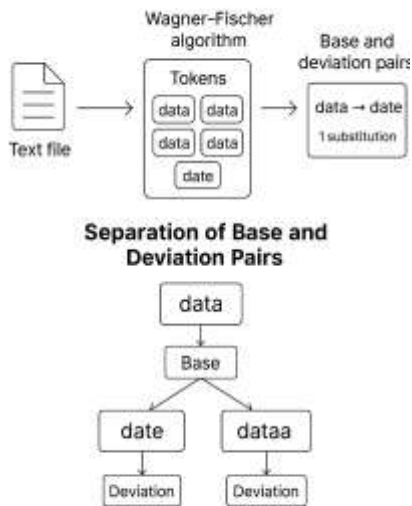 Wagner–Fischer
algorithm
Text file
Tokens
data data
data data
date
Base and
deviation pairs
data → date
1 substitution
Separation of Base and
Deviation Pairs
data
Base
date dataa
Deviation Deviation